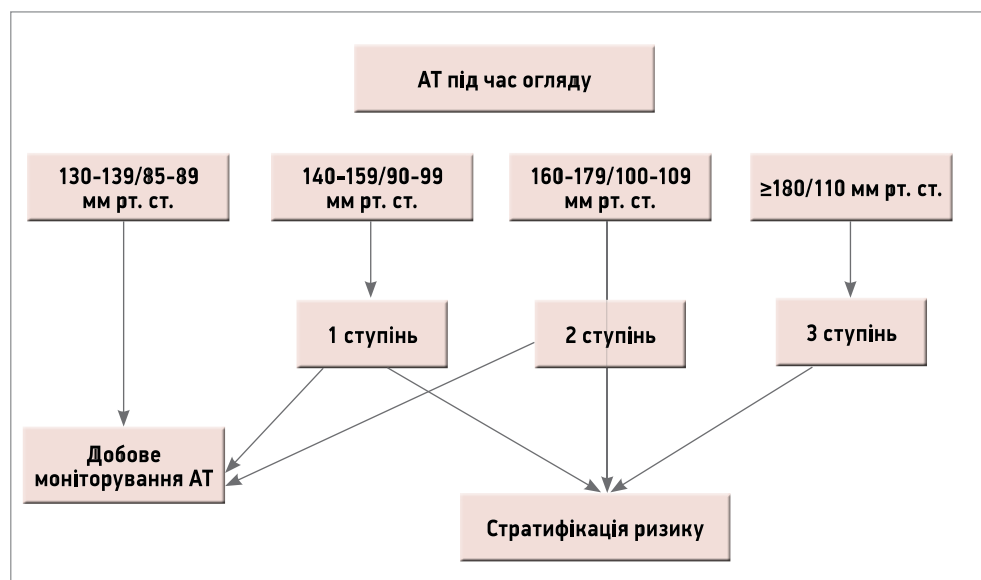 АТ під час огляду
130-139/85-89
мм рт. ст.
140-159/90-99
мм рт. ст.
160-179/100-109
мм рт. ст.
≥180/110 мм рт. ст.
1 ступінь
2 ступінь
3 ступінь
Добове
моніторування АТ
Стратифікація ризику